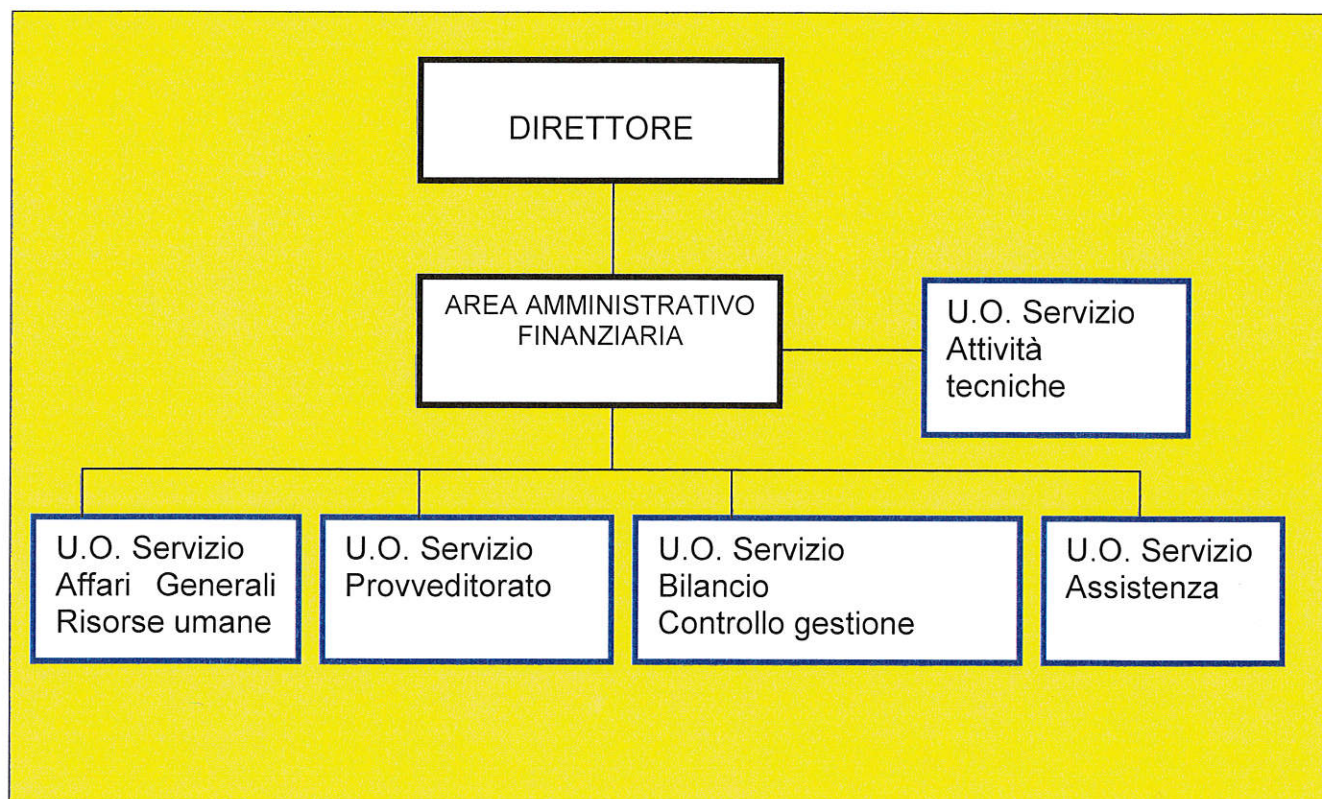 DIRETTORE
AREA AMMINISTRATIVO
FINANZIARIA
U.O. Servizio
Attività
tecniche
U.O. Servizio
Affari Generali
Risorse umane
U.O. Servizio
Provveditorato
U.O. Servizio
Bilancio
Controllo gestione
U.O. Servizio
Assistenza